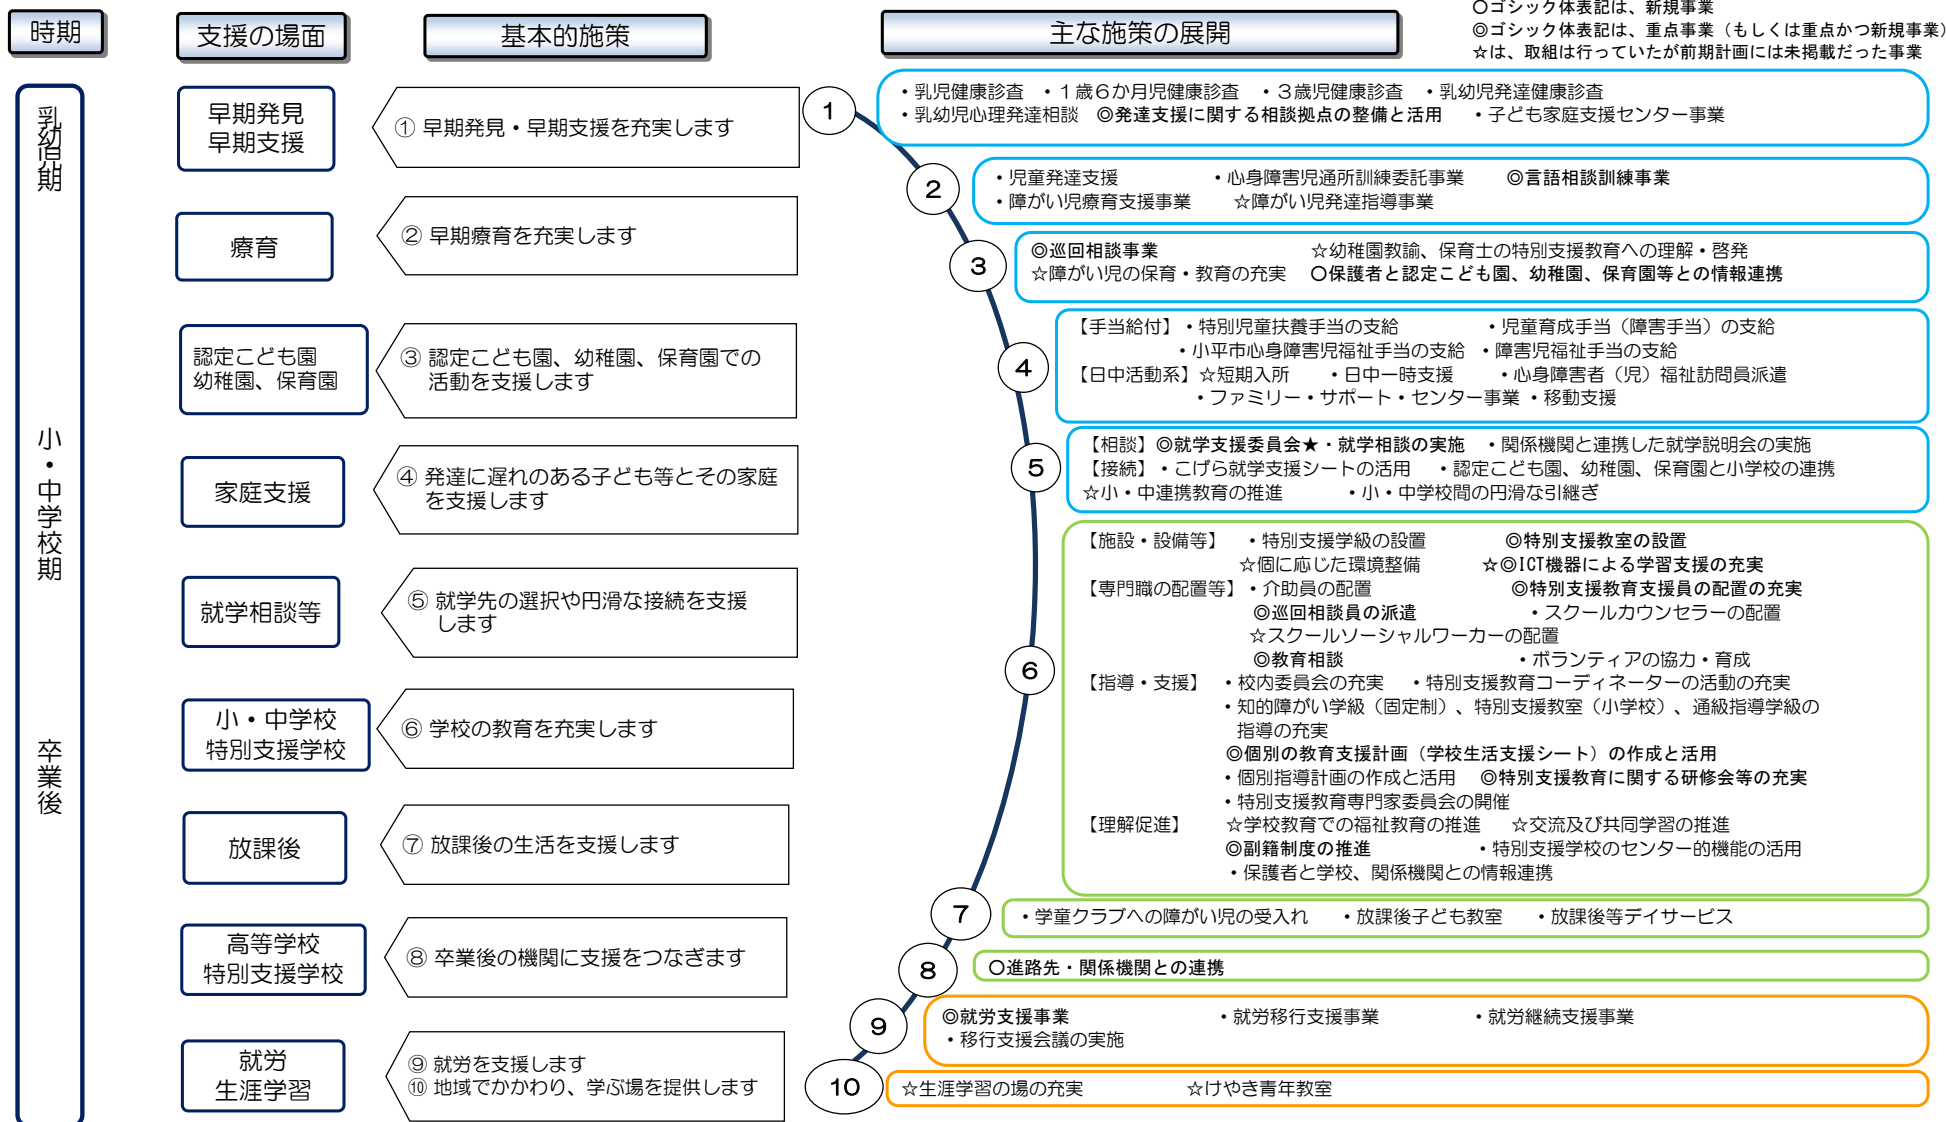 ○ゴシック体表記は、新規事業
◎ゴシック体表記は、重点事業（もしくは重点かつ新規事業）
☆は、取組は行っていたが前期計画には未掲載だった事業
時期
支援の場面
基本的施策
主な施策の展開
乳幼児期
小・中学校期
卒業後
早期発見
早期支援
① 早期発見・早期支援を充実します
1
・乳児健康診査 ・１歳６か月児健康診査 ・３歳児健康診査 ・乳幼児発達健康診査
・乳幼児心理発達相談 ◎発達支援に関する相談拠点の整備と活用 ・子ども家庭支援センター事業
療育
② 早期療育を充実します
2
・児童発達支援 ・心身障害児通所訓練委託事業 ◎言語相談訓練事業
・障がい児療育支援事業 ☆障がい児発達指導事業
認定こども園
幼稚園、保育園
③ 認定こども園、幼稚園、保育園での
活動を支援します
3
◎巡回相談事業 ☆幼稚園教諭、保育士の特別支援教育への理解・啓発
☆障がい児の保育・教育の充実 ○保護者と認定こども園、幼稚園、保育園等との情報連携
家庭支援
④ 発達に遅れのある子ども等とその家庭
を支援します
4
【手当給付】・特別児童扶養手当の支給 ・児童育成手当（障害手当）の支給
・小平市心身障害児福祉手当の支給 ・障害児福祉手当の支給
【日中活動系】☆短期入所 ・日中一時支援 ・心身障害者（児）福祉訪問員派遣
・ファミリー・サポート・センター事業 ・移動支援
就学相談等
⑤ 就学先の選択や円滑な接続を支援
します
5
【相談】◎就学支援委員会★・就学相談の実施 ・関係機関と連携した就学説明会の実施
【接続】・こげら就学支援シートの活用 ・認定こども園、幼稚園、保育園と小学校の連携
☆小・中連携教育の推進 ・小・中学校間の円滑な引継ぎ
小・中学校
特別支援学校
⑥ 学校の教育を充実します
6
【施設・設備等】 ・特別支援学級の設置 ◎特別支援教室の設置
☆個に応じた環境整備 ☆◎ICT機器による学習支援の充実
【専門職の配置等】・介助員の配置 ◎特別支援教育支援員の配置の充実
◎巡回相談員の派遣 ・スクールカウンセラーの配置
☆スクールソーシャルワーカーの配置
◎教育相談 ・ボランティアの協力・育成
【指導・支援】 ・校内委員会の充実 ・特別支援教育コーディネーターの活動の充実
・知的障がい学級（固定制）、特別支援教室（小学校）、通級指導学級の
指導の充実
◎個別の教育支援計画（学校生活支援シート）の作成と活用
・個別指導計画の作成と活用 ◎特別支援教育に関する研修会等の充実
・特別支援教育専門家委員会の開催
【理解促進】 ☆学校教育での福祉教育の推進 ☆交流及び共同学習の推進
◎副籍制度の推進 ・特別支援学校のセンター的機能の活用
・保護者と学校、関係機関との情報連携
放課後
⑦ 放課後の生活を支援します
7
・学童クラブへの障がい児の受入れ ・放課後子ども教室 ・放課後等デイサービス
高等学校
特別支援学校
⑧ 卒業後の機関に支援をつなぎます
8
○進路先・関係機関との連携
就労
生涯学習
⑨ 就労を支援します
⑩ 地域でかかわり、学ぶ場を提供します
9
◎就労支援事業 ・就労移行支援事業 ・就労継続支援事業
・移行支援会議の実施
10
☆生涯学習の場の充実 ☆けやき青年教室